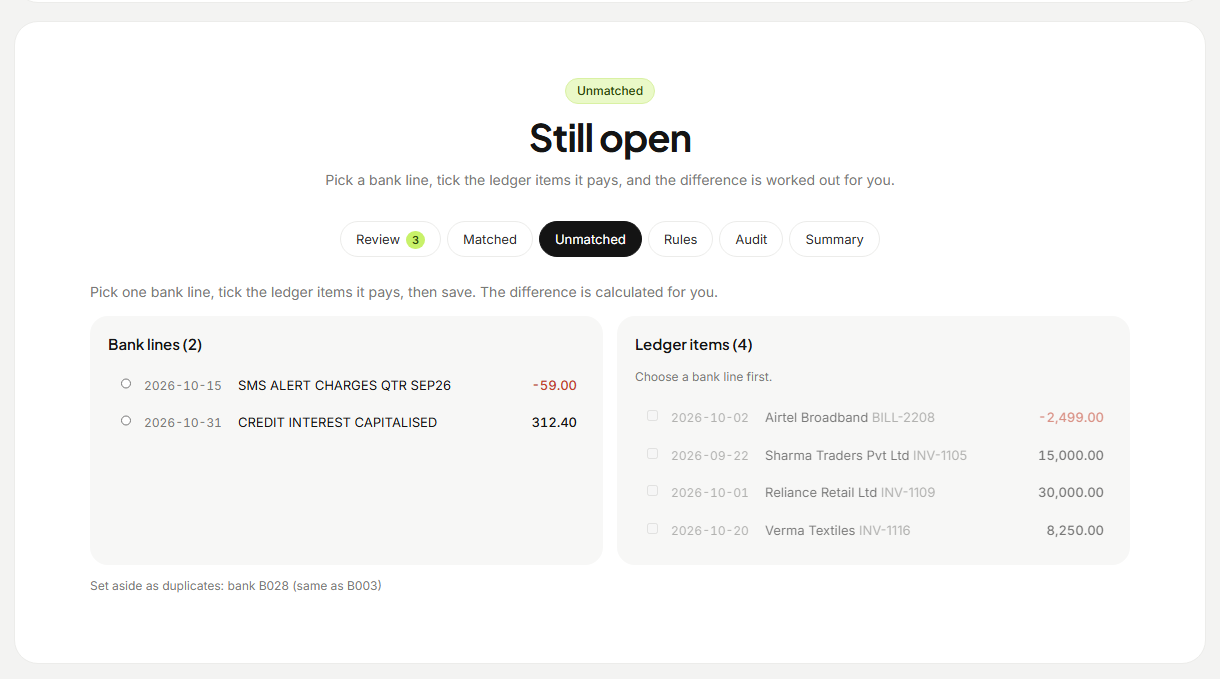 Unmatched
Still open
Pick a bank line, tick the ledger items it pays, and the difference is worked out for you.
Review 3
Matched
Unmatched
Rules
Audit
Summary
Pick one bank line, tick the ledger items it pays, then save. The difference is calculated for you.
Bank lines (2)
2026-10-15 SMS ALERT CHARGES QTR SEP26 -59.00
2026-10-31 CREDIT INTEREST CAPITALISED 312.40
Ledger items (4)
Choose a bank line first.
2026-10-02 Airtel Broadband BILL-2208 -2,499.00
2026-09-22 Sharma Traders Pvt Ltd INV-1105 15,000.00
2026-10-01 Reliance Retail Ltd INV-1109 30,000.00
2026-10-20 Verma Textiles INV-1116 8,250.00
Set aside as duplicates: bank B028 (same as B003)